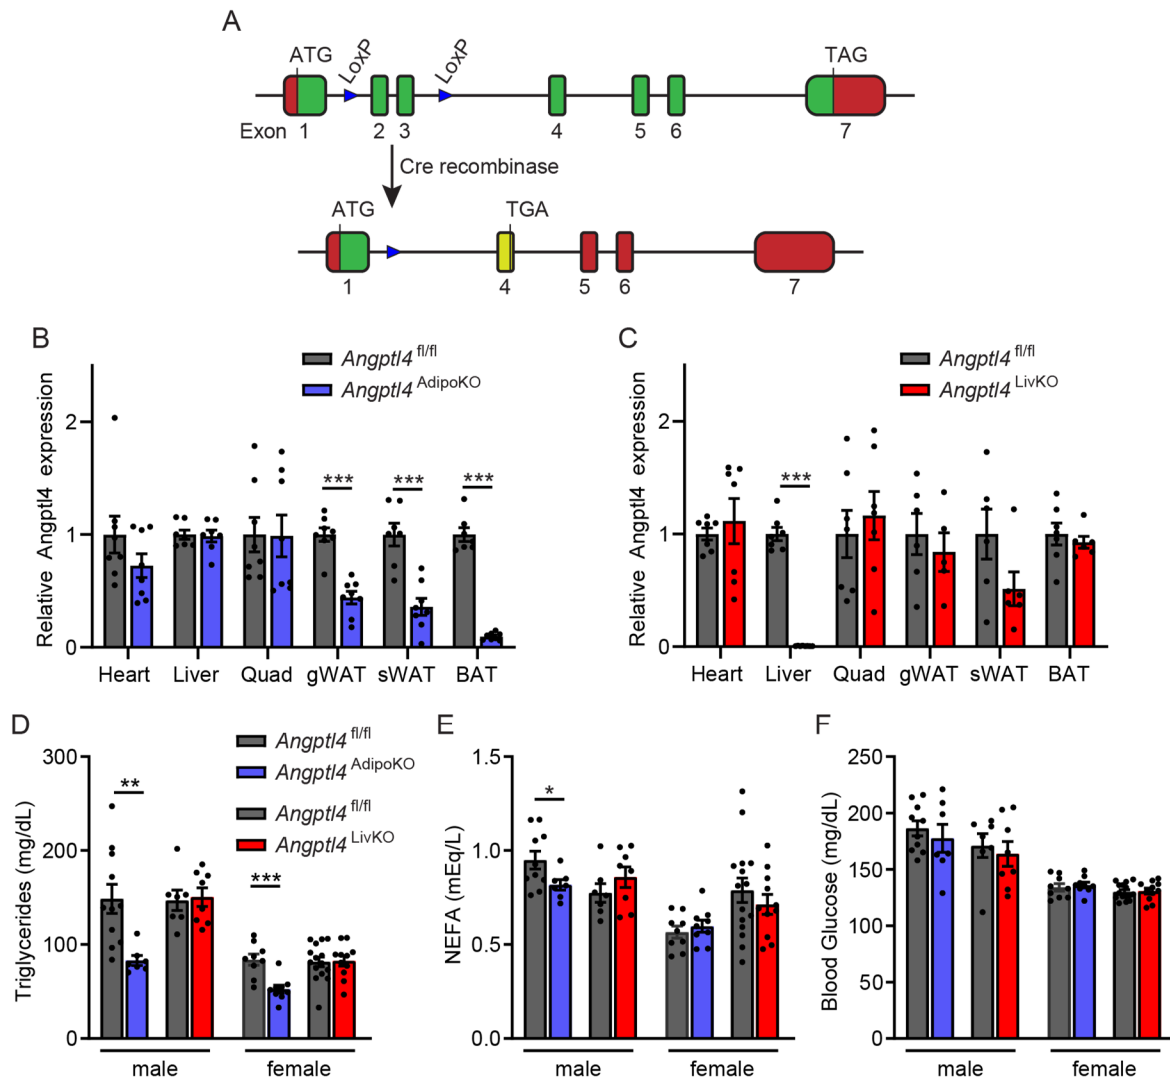 A
ATG
LoxP
LoxP
TAG
Exon 1 2 3 4 5 6 7
Cre recombinase
ATG
TGA
1 4 5 6 7
B
Angptl4 fl/fl
Angptl4 AdipoKO
Relative Angptl4 expression
2
1
0
***
***
***
Heart Liver Quad gWAT sWAT BAT
C
Angptl4 fl/fl
Angptl4 LivKO
Relative Angptl4 expression
2
1
0
***
Heart Liver Quad gWAT sWAT BAT
D
Angptl4 fl/fl
Angptl4 AdipoKO
Angptl4 fl/fl
Angptl4 LivKO
Triglycerides (mg/dL)
300
200
100
0
**
***
male female
E
NEFA (mEq/L)
1.5
1.0
0.5
0.0
*
male female
F
Blood Glucose (mg/dL)
250
200
150
100
50
0
male female